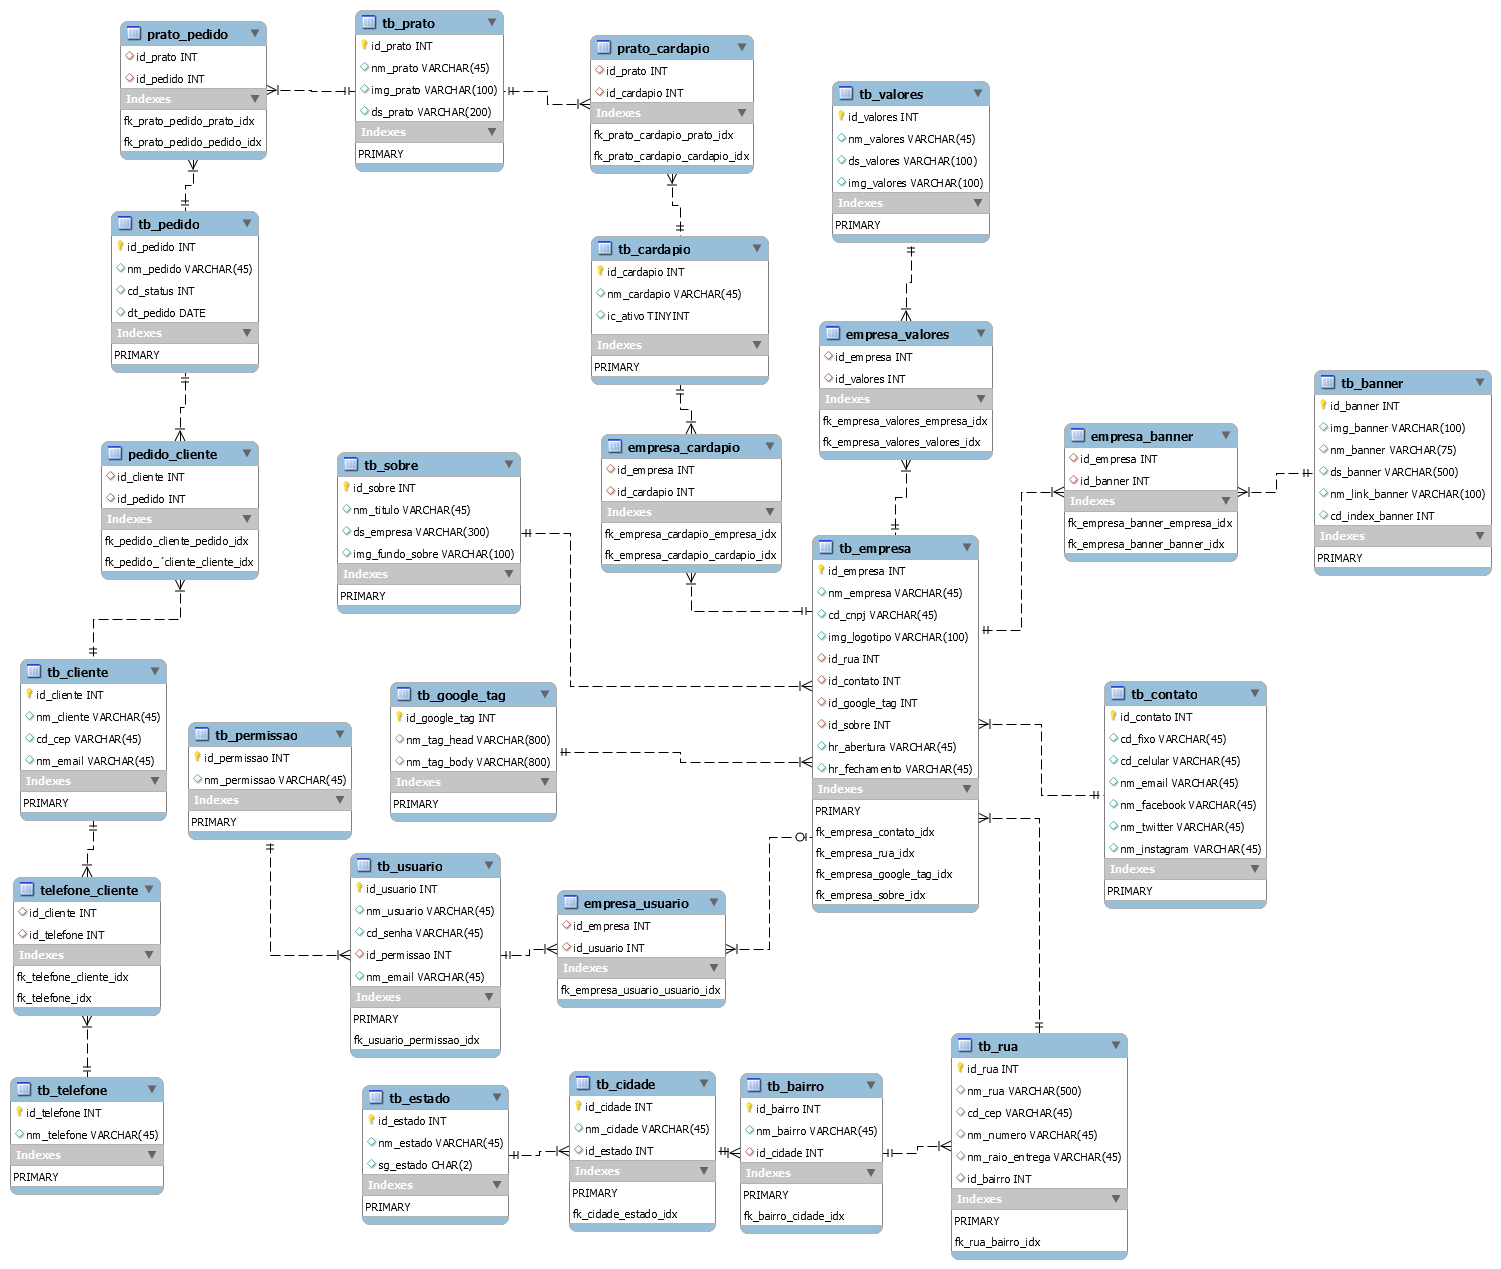 prato_pedido
id_prato INT
id_pedido INT
Indexes
fk_prato_pedido_prato_idx
fk_prato_pedido_pedido_idx
tb_prato
id_prato INT
nm_prato VARCHAR(45)
img_prato VARCHAR(100)
ds_prato VARCHAR(200)
Indexes
PRIMARY
prato_cardapio
id_prato INT
id_cardapio INT
Indexes
fk_prato_cardapio_prato_idx
fk_prato_cardapio_cardapio_idx
tb_valores
id_valores INT
nm_valores VARCHAR(45)
ds_valores VARCHAR(100)
img_valores VARCHAR(100)
Indexes
PRIMARY
tb_pedido
id_pedido INT
nm_pedido VARCHAR(45)
cd_status INT
dt_pedido DATE
Indexes
PRIMARY
tb_cardapio
id_cardapio INT
nm_cardapio VARCHAR(45)
ic_ativo TINYINT
Indexes
PRIMARY
empresa_valores
id_empresa INT
id_valores INT
Indexes
fk_empresa_valores_empresa_idx
fk_empresa_valores_valores_idx
tb_banner
id_banner INT
img_banner VARCHAR(100)
nm_banner VARCHAR(75)
ds_banner VARCHAR(500)
nm_link_banner VARCHAR(100)
cd_index_banner INT
Indexes
PRIMARY
empresa_banner
id_empresa INT
id_banner INT
Indexes
fk_empresa_banner_empresa_idx
fk_empresa_banner_banner_idx
pedido_cliente
id_cliente INT
id_pedido INT
Indexes
fk_pedido_cliente_pedido_idx
fk_pedido_´cliente_cliente_idx
tb_sobre
id_sobre INT
nm_titulo VARCHAR(45)
ds_empresa VARCHAR(300)
img_fundo_sobre VARCHAR(100)
Indexes
PRIMARY
empresa_cardapio
id_empresa INT
id_cardapio INT
Indexes
fk_empresa_cardapio_empresa_idx
fk_empresa_cardapio_cardapio_idx
tb_empresa
id_empresa INT
nm_empresa VARCHAR(45)
cd_cnpj VARCHAR(45)
img_logotipo VARCHAR(100)
id_rua INT
id_contato INT
id_google_tag INT
id_sobre INT
hr_abertura VARCHAR(45)
hr_fechamento VARCHAR(45)
Indexes
PRIMARY
fk_empresa_contato_idx
fk_empresa_rua_idx
fk_empresa_google_tag_idx
fk_empresa_sobre_idx
tb_cliente
id_cliente INT
nm_cliente VARCHAR(45)
cd_cep VARCHAR(45)
nm_email VARCHAR(45)
Indexes
PRIMARY
tb_permissao
id_permissao INT
nm_permissao VARCHAR(45)
Indexes
PRIMARY
tb_google_tag
id_google_tag INT
nm_tag_head VARCHAR(800)
nm_tag_body VARCHAR(800)
Indexes
PRIMARY
tb_contato
id_contato INT
cd_fixo VARCHAR(45)
cd_celular VARCHAR(45)
nm_email VARCHAR(45)
nm_facebook VARCHAR(45)
nm_twitter VARCHAR(45)
nm_instagram VARCHAR(45)
Indexes
PRIMARY
telefone_cliente
id_cliente INT
id_telefone INT
Indexes
fk_telefone_cliente_idx
fk_telefone_idx
tb_usuario
id_usuario INT
nm_usuario VARCHAR(45)
cd_senha VARCHAR(45)
id_permissao INT
nm_email VARCHAR(45)
Indexes
PRIMARY
fk_usuario_permissao_idx
empresa_usuario
id_empresa INT
id_usuario INT
Indexes
fk_empresa_usuario_usuario_idx
tb_telefone
id_telefone INT
nm_telefone VARCHAR(45)
Indexes
PRIMARY
tb_estado
id_estado INT
nm_estado VARCHAR(45)
sg_estado CHAR(2)
Indexes
PRIMARY
tb_cidade
id_cidade INT
nm_cidade VARCHAR(45)
id_estado INT
Indexes
PRIMARY
fk_cidade_estado_idx
tb_bairro
id_bairro INT
nm_bairro VARCHAR(45)
id_cidade INT
Indexes
PRIMARY
fk_bairro_cidade_idx
tb_rua
id_rua INT
nm_rua VARCHAR(500)
cd_cep VARCHAR(45)
nm_numero VARCHAR(45)
nm_raio_entrega VARCHAR(45)
id_bairro INT
Indexes
PRIMARY
fk_rua_bairro_idx